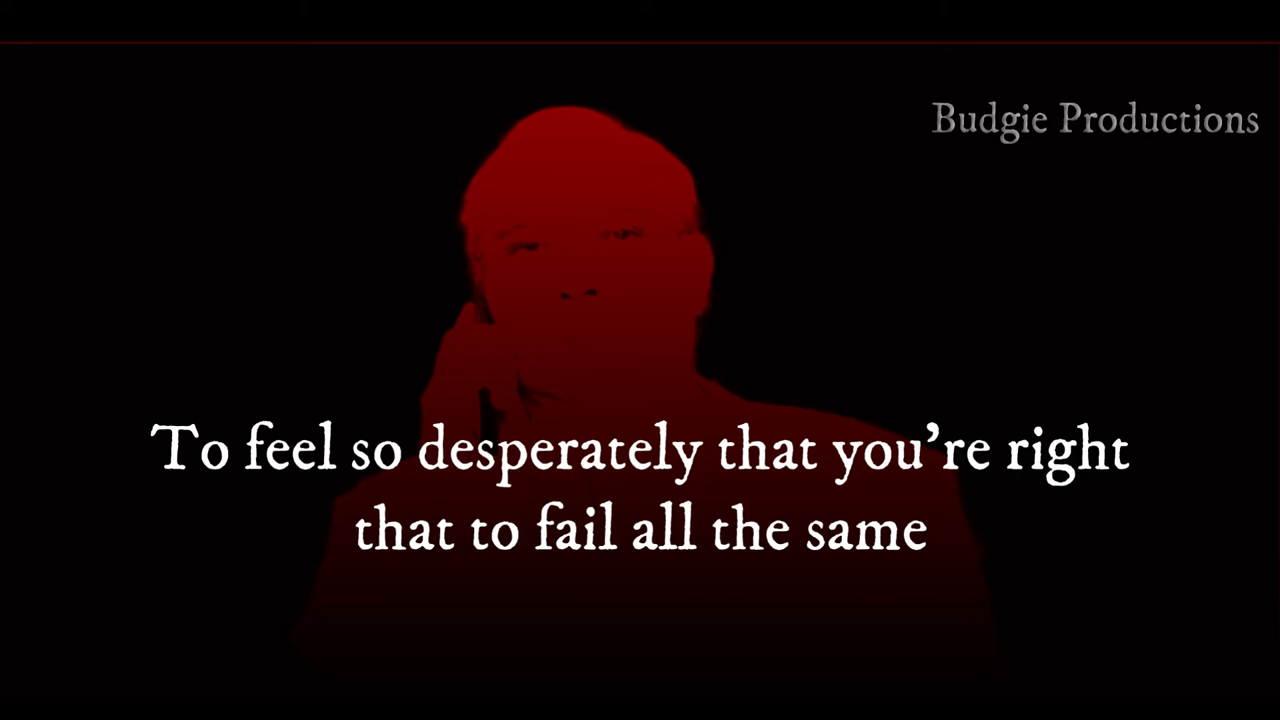 Budgie Productions
To feel so desperately that you're right
that to fail all the same